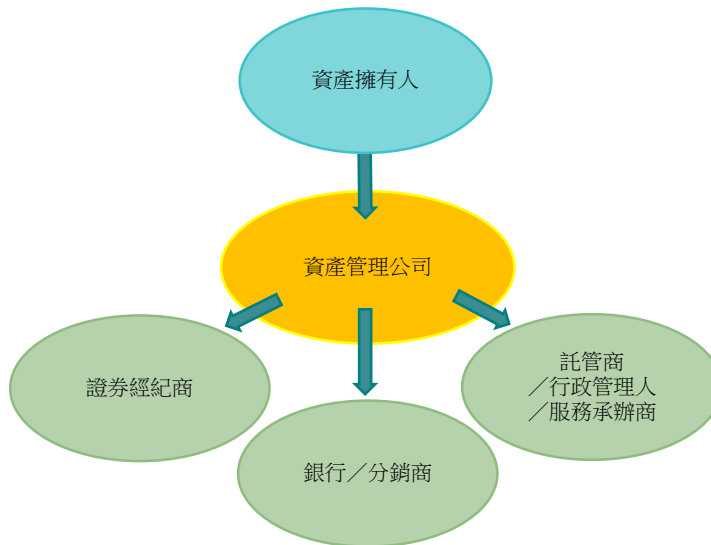 資產擁有人
資產管理公司
證券經紀商
託管商
／行政管理人
／服務承辦商
銀行／分銷商